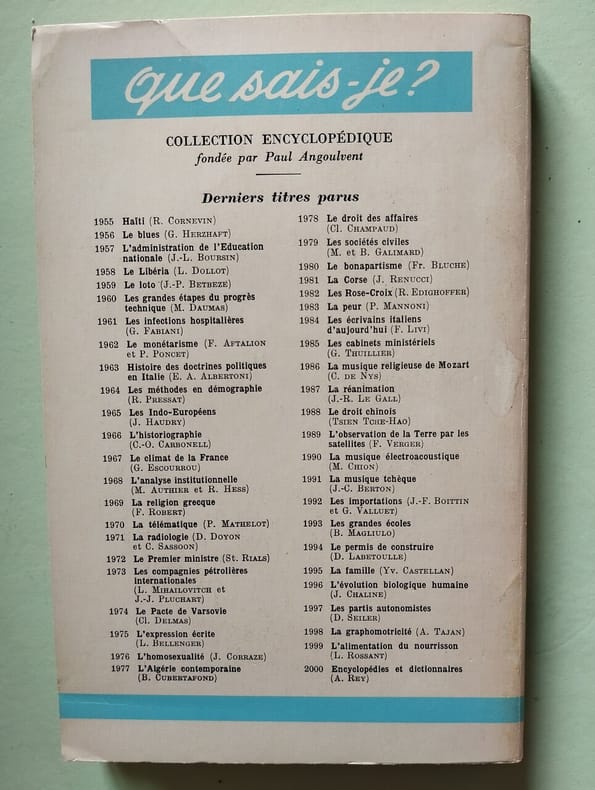 que sais-je?
COLLECTION ENCYCLOPÉDIQUE
fondée par Paul Angoulvent
Derniers titres parus
1955 Haïti (R. CORNEVIN)
1956 Le blues (G. HERZHAFT)
1957 L'administration de l'Education
nationale (J.-L. BOURSIN)
1958 Le Libéria (L. DOLLOT)
1959 Le loto (J.-P. BETBEZE)
1960 Les grandes étapes du progrès
technique (M. DAUMAS)
1961 Les infections hospitalières
(G. FABIANI)
1962 Le monétarisme (F. AFTALION
et P. PONCET)
1963 Histoire des doctrines politiques
en Italie (E. A. ALBERTONI)
1964 Les méthodes en démographie
(R. PRESSAT)
1965 Les Indo-Européens
(J. HAUDRY)
1966 L'historiographie
(C.-O. CARBONELL)
1967 Le climat de la France
(G. ESCOURROU)
1968 L'analyse institutionnelle
(M. AUTHIER et R. HESS)
1969 La religion grecque
(F. ROBERT)
1970 La télématique (P. MATHELOT)
1971 La radiologie (D. DOYON
et C. SASSOON)
1972 Le Premier ministre (ST. RIALS)
1973 Les compagnies pétrolières
internationales
(L. MIHAILOVITCH et
J.-J. PLUCHART)
1974 Le Pacte de Varsovie
(CL. DELMAS)
1975 L'expression écrite
(L. BELLENGER)
1976 L'homosexualité (J. CORRAZE)
1977 L'Algérie contemporaine
(B. CUBERTAFOND)
1978 Le droit des affaires
(CL. CHAMPAUD)
1979 Les sociétés civiles
(M. et B. GALIMARD)
1980 Le bonapartisme (FR. BLUCHE)
1981 La Corse (J. RENUCCI)
1982 Les Rose-Croix (R. EDIGHOFFER)
1983 La peur (P. MANNONI)
1984 Les écrivains italiens
d'aujourd'hui (F. LIVI)
1985 Les cabinets ministériels
(G. THUILLIER)
1986 La musique religieuse de Mozart
(C. DE NYS)
1987 La réanimation
(J.-R. LE GALL)
1988 Le droit chinois
(TSIEN TCHE-HAO)
1989 L'observation de la Terre par les
satellites (F. VERGER)
1990 La musique électroacoustique
(M. CHION)
1991 La musique tchèque
(J.-C. BERTON)
1992 Les importations (J.-F. BOITTIN
et G. VALLUET)
1993 Les grandes écoles
(B. MAGLIULO)
1994 Le permis de construire
(D. LABETOULLE)
1995 La famille (YV. CASTELLAN)
1996 L'évolution biologique humaine
(J. CHALINE)
1997 Les partis autonomistes
(D. SEILER)
1998 La graphomotricité (A. TAJAN)
1999 L'alimentation du nourrisson
(L. ROSSANT)
2000 Encyclopédies et dictionnaires
(A. REY)